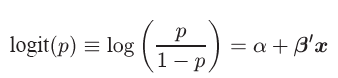 logit(p) ≡ log(p / 1 − p) = α + β′x